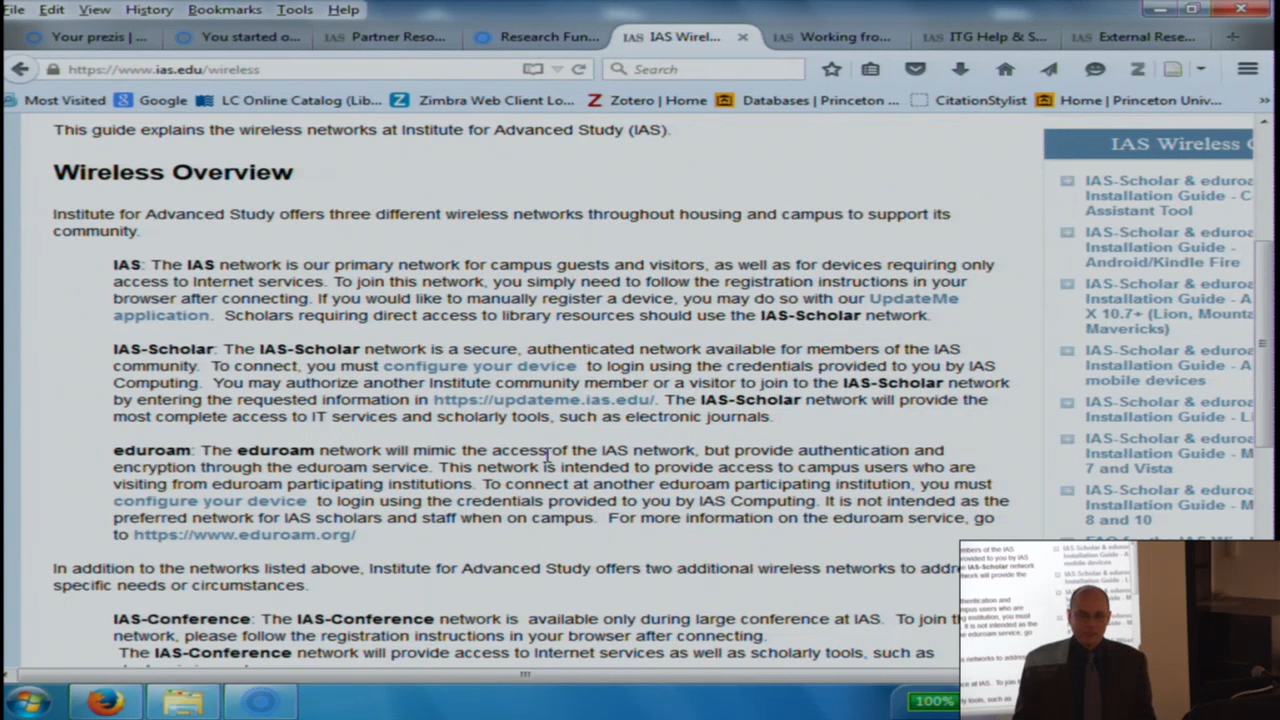 File Edit View History Bookmarks Tools Help
Your prezis | ...
You started o...
IAS Partner Reso...
Research Fun...
IAS IAS Wirel...
IAS Working fro...
IAS ITG Help & S...
IAS External Rese...
https://www.ias.edu/wireless
Search
Most Visited Google LC Online Catalog (Lib... Zimbra Web Client Lo... Zotero | Home Databases | Princeton ... CitationStylist Home | Princeton Univ...
This guide explains the wireless networks at Institute for Advanced Study (IAS).
Wireless Overview
Institute for Advanced Study offers three different wireless networks throughout housing and campus to support its
community.
IAS: The IAS network is our primary network for campus guests and visitors, as well as for devices requiring only
access to Internet services. To join this network, you simply need to follow the registration instructions in your
browser after connecting. If you would like to manually register a device, you may do so with our UpdateMe
application. Scholars requiring direct access to library resources should use the IAS-Scholar network.
IAS-Scholar: The IAS-Scholar network is a secure, authenticated network available for members of the IAS
community. To connect, you must configure your device to login using the credentials provided to you by IAS
Computing. You may authorize another Institute community member or a visitor to join to the IAS-Scholar network
by entering the requested information in https://updateme.ias.edu/. The IAS-Scholar network will provide the
most complete access to IT services and scholarly tools, such as electronic journals.
eduroam: The eduroam network will mimic the access of the IAS network, but provide authentication and
encryption through the eduroam service. This network is intended to provide access to campus users who are
visiting from eduroam participating institutions. To connect at another eduroam participating institution, you must
configure your device to login using the credentials provided to you by IAS Computing. It is not intended as the
preferred network for IAS scholars and staff when on campus. For more information on the eduroam service, go
to https://www.eduroam.org/
In addition to the networks listed above, Institute for Advanced Study offers two additional wireless networks to addre
specific needs or circumstances.
IAS-Conference: The IAS-Conference network is available only during large conference at IAS. To join th
network, please follow the registration instructions in your browser after connecting.
The IAS-Conference network will provide access to Internet services as well as scholarly tools, such as
IAS Wireless
IAS-Scholar & eduroa
Installation Guide - C
Assistant Tool
IAS-Scholar & eduroa
Installation Guide -
Android/Kindle Fire
IAS-Scholar & eduroa
Installation Guide - A
X 10.7+ (Lion, Mounta
Mavericks)
IAS-Scholar & eduroa
Installation Guide - A
mobile devices
IAS-Scholar & eduroa
Installation Guide - Li
IAS-Scholar & eduroa
Installation Guide - M
7 and Vista
IAS-Scholar & eduroa
Installation Guide - M
8 and 10
100%